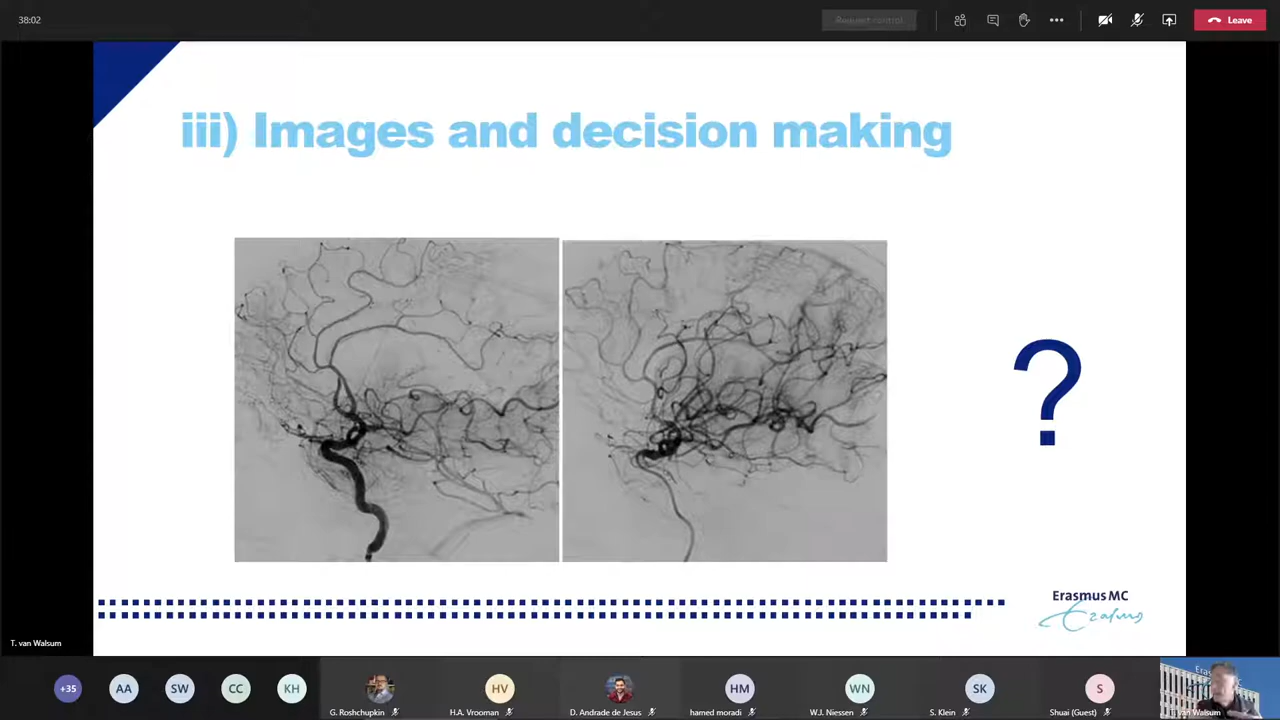 38:02
Request control
Leave
iii) Images and decision making
?
Erasmus MC
Erasmus
T. van Walsum
+35
AA
SW
CC
KH
HV
HM
WN
SK
S
G. Roshchupkin
H.A. Vrooman
D. Andrade de Jesus
hamed moradi
W.J. Niessen
S. Klein
Shuai (Guest)
van Walsum